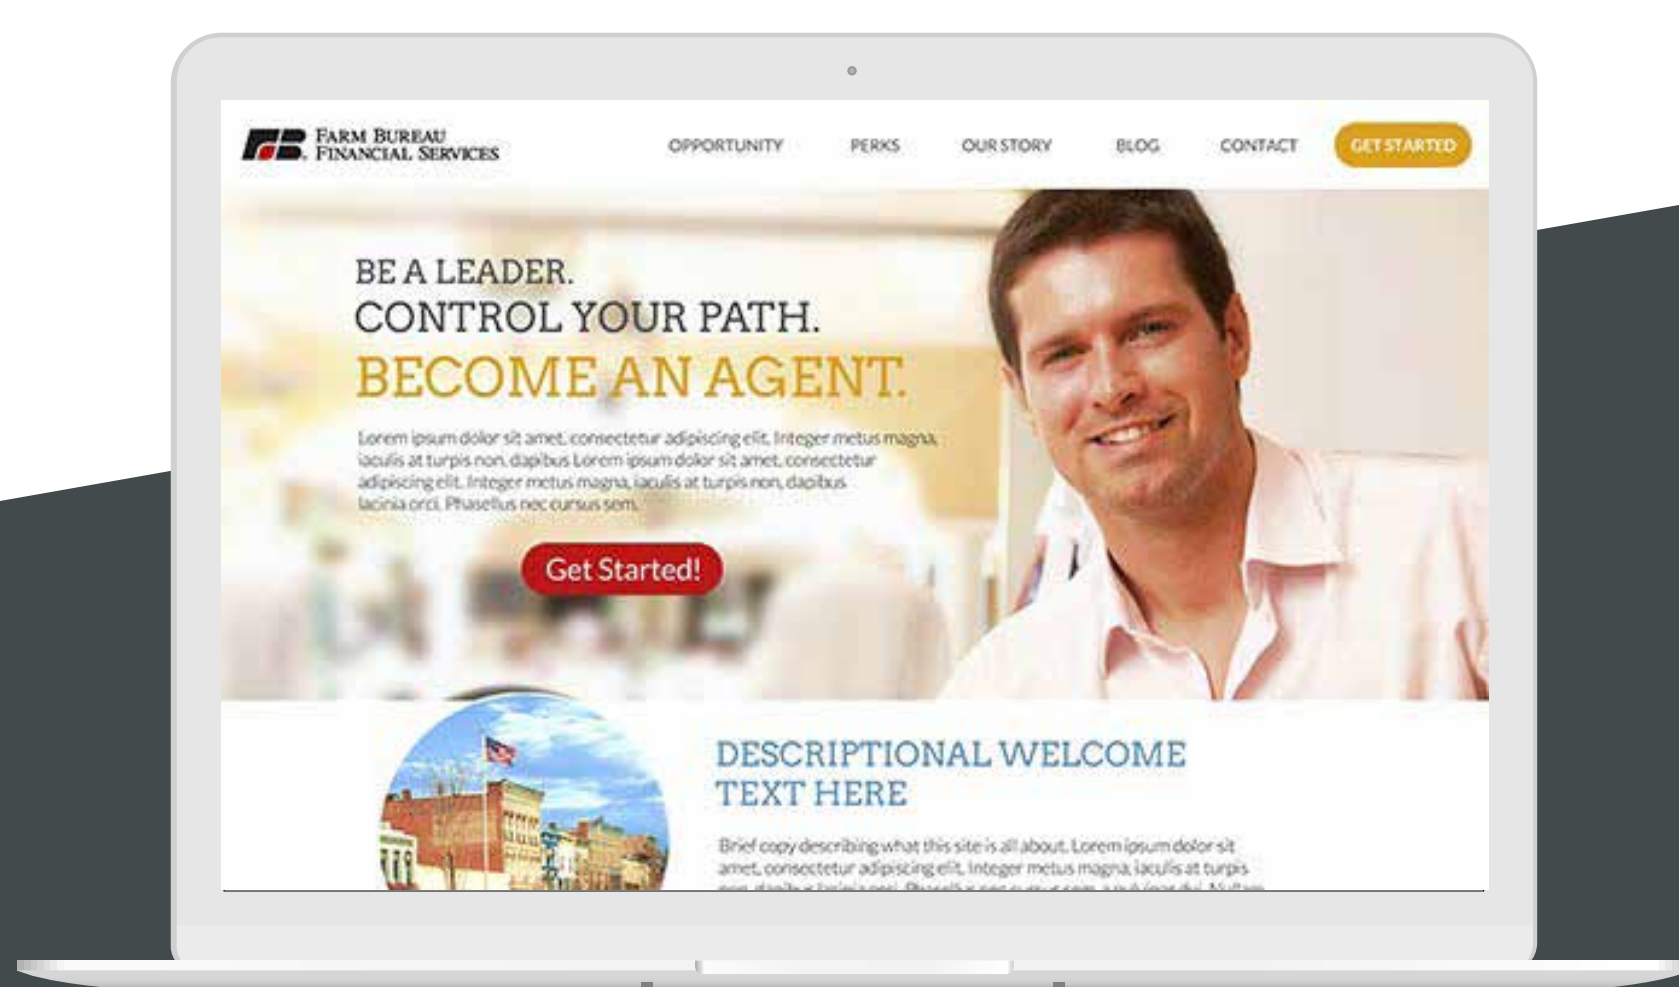 FARM BUREAU
FINANCIAL SERVICES
OPPORTUNITY PERKS OUR STORY BLOG CONTACT GET STARTED
BE A LEADER.
CONTROL YOUR PATH.
BECOME AN AGENT.
Lorem ipsum dolor sit amet, consectetur adipiscing elit. Integer metus magna,
iaculis at turpis non, dapibus Lorem ipsum dolor sit amet, consectetur
adipiscing elit. Integer metus magna, iaculis at turpis non, dapibus
lacinia orci. Phasellus nec cursus sem.
Get Started!
DESCRIPTIONAL WELCOME
TEXT HERE
Brief copy describing what this site is all about. Lorem ipsum dolor sit
amet, consectetur adipiscing elit. Integer metus magna, iaculis at turpis